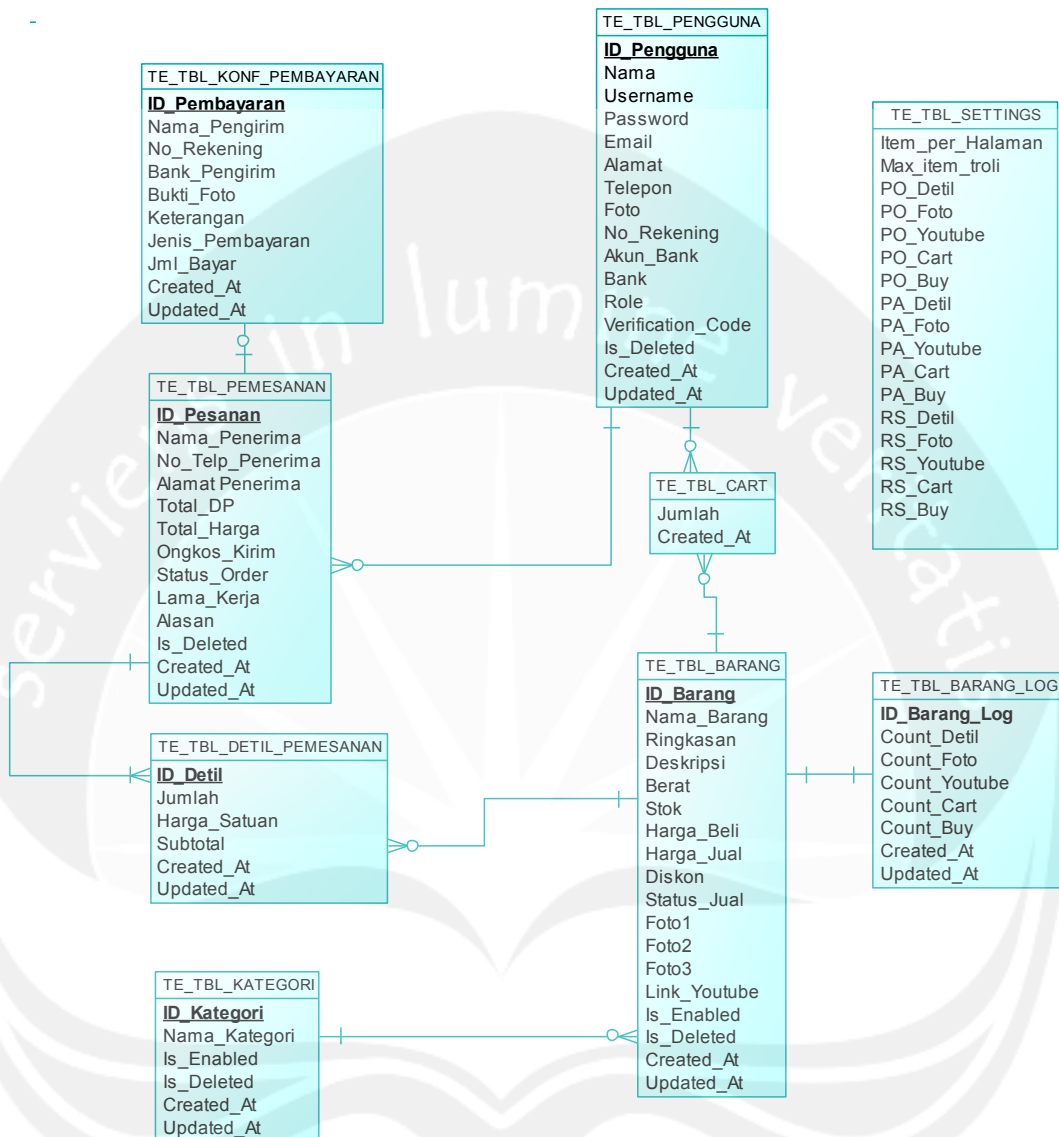 TE_TBL_PENGGUNA
ID_Pengguna
Nama
Username
Password
Email
Alamat
Telepon
Foto
No_Rekening
Akun_Bank
Bank
Role
Verification_Code
Is_Deleted
Created_At
Updated_At
TE_TBL_KONF_PEMBAYARAN
ID_Pembayaran
Nama_Pengirim
No_Rekening
Bank_Pengirim
Bukti_Foto
Keterangan
Jenis_Pembayaran
Jml_Bayar
Created_At
Updated_At
TE_TBL_SETTINGS
Item_per_Halaman
Max_item_troli
PO_Detil
PO_Foto
PO_Youtube
PO_Cart
PO_Buy
PA_Detil
PA_Foto
PA_Youtube
PA_Cart
PA_Buy
RS_Detil
RS_Foto
RS_Youtube
RS_Cart
RS_Buy
TE_TBL_PEMESANAN
ID_Pesanan
Nama_Penerima
No_Telp_Penerima
Alamat Penerima
Total_DP
Total_Harga
Ongkos_Kirim
Status_Order
Lama_Kerja
Alasan
Is_Deleted
Created_At
Updated_At
TE_TBL_CART
Jumlah
Created_At
TE_TBL_BARANG
ID_Barang
Nama_Barang
Ringkasan
Deskripsi
Berat
Stok
Harga_Beli
Harga_Jual
Diskon
Status_Jual
Foto1
Foto2
Foto3
Link_Youtube
Is_Enabled
Is_Deleted
Created_At
Updated_At
TE_TBL_BARANG_LOG
ID_Barang_Log
Count_Detil
Count_Foto
Count_Youtube
Count_Cart
Count_Buy
Created_At
Updated_At
TE_TBL_DETIL_PEMESANAN
ID_Detil
Jumlah
Harga_Satuan
Subtotal
Created_At
Updated_At
TE_TBL_KATEGORI
ID_Kategori
Nama_Kategori
Is_Enabled
Is_Deleted
Created_At
Updated_At
serviens in lumine veritatis